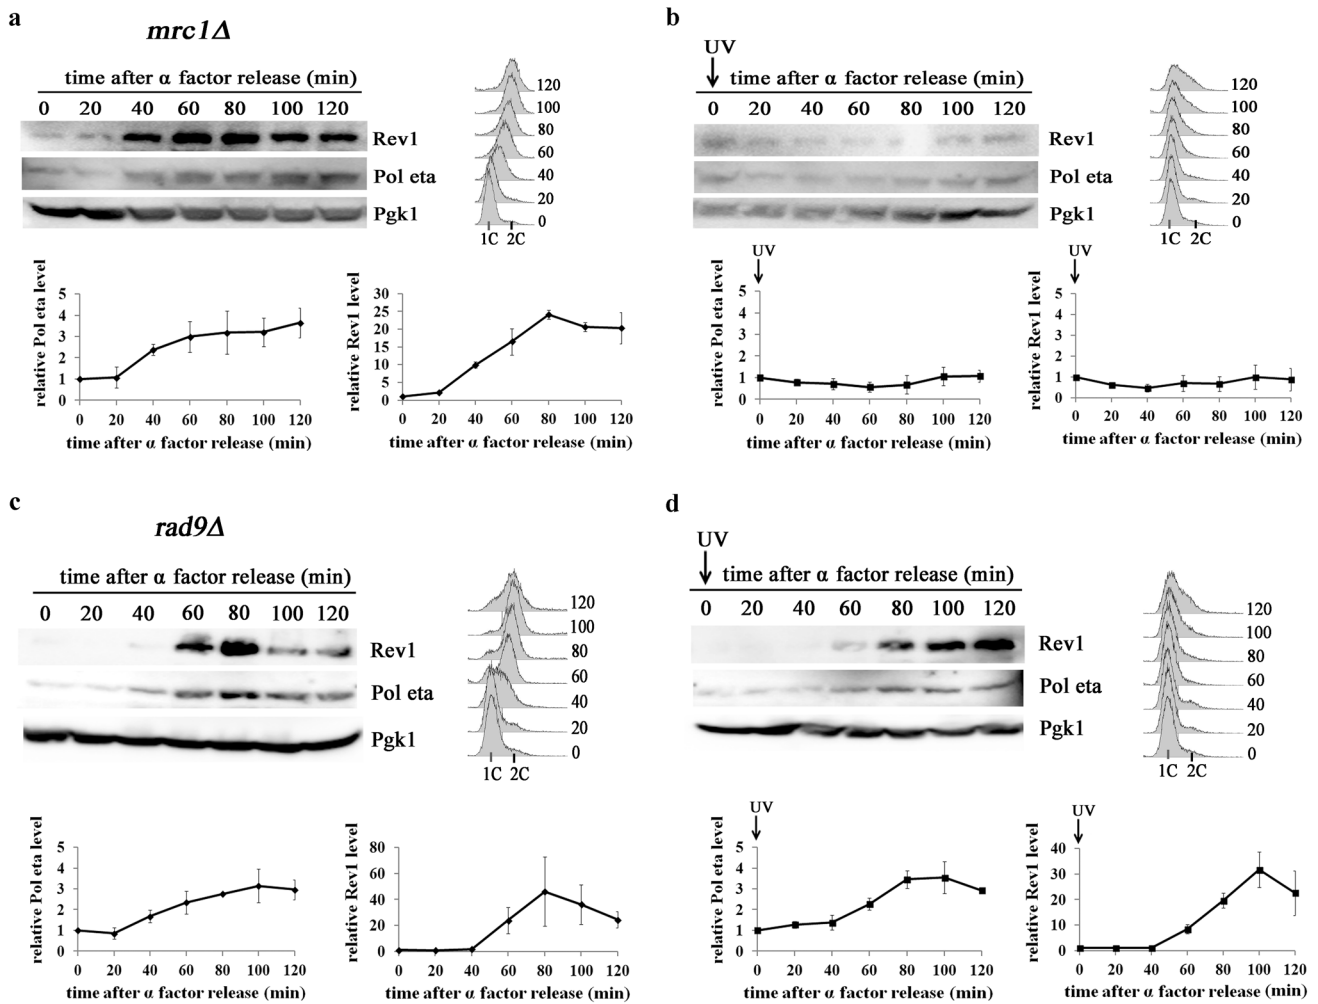 a
mrc1Δ
time after α factor release (min)
0 20 40 60 80 100 120
Rev1
Pol eta
Pgk1
120
100
80
60
40
20
0
1C 2C
relative Pol eta level
5
4
3
2
1
0
0 20 40 60 80 100 120
time after α factor release (min)
relative Rev1 level
30
25
20
15
10
5
0
0 20 40 60 80 100 120
time after α factor release (min)
b
UV
time after α factor release (min)
0 20 40 60 80 100 120
Rev1
Pol eta
Pgk1
120
100
80
60
40
20
0
1C 2C
UV
relative Pol eta level
5
4
3
2
1
0
0 20 40 60 80 100 120
time after α factor release (min)
UV
relative Rev1 level
5
4
3
2
1
0
0 20 40 60 80 100 120
time after α factor release (min)
c
rad9Δ
time after α factor release (min)
0 20 40 60 80 100 120
Rev1
Pol eta
Pgk1
120
100
80
60
40
20
0
1C 2C
relative Pol eta level
5
4
3
2
1
0
0 20 40 60 80 100 120
time after α factor release (min)
relative Rev1 level
80
60
40
20
0
0 20 40 60 80 100 120
time after α factor release (min)
d
UV
time after α factor release (min)
0 20 40 60 80 100 120
Rev1
Pol eta
Pgk1
120
100
80
60
40
20
0
1C 2C
UV
relative Pol eta level
5
4
3
2
1
0
0 20 40 60 80 100 120
time after α factor release (min)
UV
relative Rev1 level
40
30
20
10
0
0 20 40 60 80 100 120
time after α factor release (min)